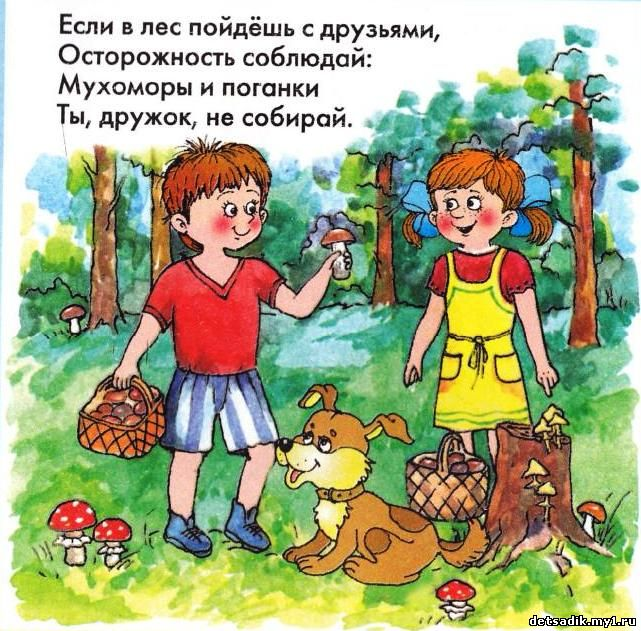 Если в лес пойдёшь с друзьями,
Осторожность соблюдай:
Мухоморы и поганки
Ты, дружок, не собирай.
detsadik.my1.ru